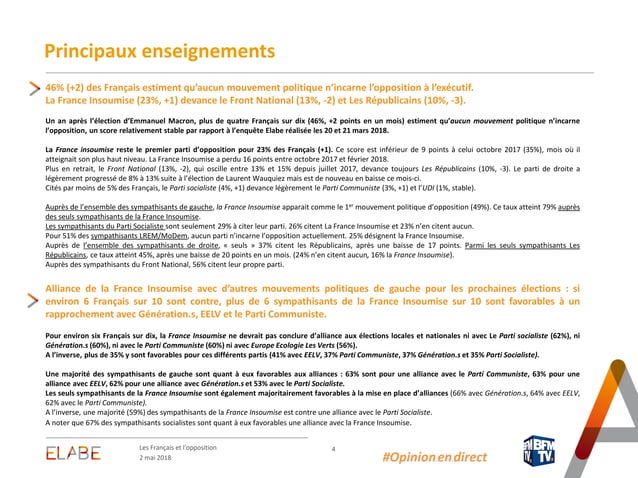 Principaux enseignements
46% (+2) des Français estiment qu’aucun mouvement politique n’incarne l’opposition à l’exécutif.
La France Insoumise (23%, +1) devance le Front National (13%, -2) et Les Républicains (10%, -3).
Un an après l’élection d’Emmanuel Macron, plus de quatre Français sur dix (46%, +2 points en un mois) estiment qu’aucun mouvement politique n’incarne
l’opposition, un score relativement stable par rapport à l’enquête Elabe réalisée les 20 et 21 mars 2018.
La France insoumise reste le premier parti d’opposition pour 23% des Français (+1). Ce score est inférieur de 9 points à celui octobre 2017 (35%), mois où il
atteignait son plus haut niveau. La France Insoumise a perdu 16 points entre octobre 2017 et février 2018.
Plus en retrait, le Front National (13%, -2), qui oscille entre 13% et 15% depuis juillet 2017, devance toujours Les Républicains (10%, -3). Le parti de droite a
légèrement progressé de 8% à 13% suite à l’élection de Laurent Wauquiez mais est de nouveau en baisse ce mois-ci.
Cités par moins de 5% des Français, le Parti socialiste (4%, +1) devance légèrement le Parti Communiste (3%, +1) et l’UDI (1%, stable).
Auprès de l’ensemble des sympathisants de gauche, la France Insoumise apparait comme le 1er mouvement politique d’opposition (49%). Ce taux atteint 79% auprès
des seuls sympathisants de la France Insoumise.
Les sympathisants du Parti Socialiste sont seulement 29% à citer leur parti. 26% citent La France Insoumise et 23% n’en citent aucun.
Pour 51% des sympathisants LREM/MoDem, aucun parti n’incarne l’opposition actuellement. 25% désignent la France Insoumise.
Auprès de l’ensemble des sympathisants de droite, « seuls » 37% citent les Républicains, après une baisse de 17 points. Parmi les seuls sympathisants Les
Républicains, ce taux atteint 45%, après une baisse de 20 points en un mois. (24% n’en citent aucun, 16% la France Insoumise).
Auprès des sympathisants du Front National, 56% citent leur propre parti.
Alliance de la France Insoumise avec d’autres mouvements politiques de gauche pour les prochaines élections : si
environ 6 Français sur 10 sont contre, plus de 6 sympathisants de la France Insoumise sur 10 sont favorables à un
rapprochement avec Génération.s, EELV et le Parti Communiste.
Pour environ six Français sur dix, la France Insoumise ne devrait pas conclure d’alliance aux élections locales et nationales ni avec Le Parti socialiste (62%), ni
Génération.s (60%), ni avec le Parti Communiste (60%) ni avec Europe Ecologie Les Verts (56%).
A l’inverse, plus de 35% y sont favorables pour ces différents partis (41% avec EELV, 37% Parti Communiste, 37% Génération.s et 35% Parti Socialiste).
Une majorité des sympathisants de gauche sont quant à eux favorables aux alliances : 63% sont pour une alliance avec le Parti Communiste, 63% pour une
alliance avec EELV, 62% pour une alliance avec Génération.s et 53% avec le Parti Socialiste.
Les seuls sympathisants de la France Insoumise sont également majoritairement favorables à la mise en place d’alliances (66% avec Génération.s, 64% avec EELV,
62% avec le Parti Communiste).
A l’inverse, une majorité (59%) des sympathisants de la France Insoumise est contre une alliance avec le Parti Socialiste.
A noter que 67% des sympathisants socialistes sont quant à eux favorables une alliance avec la France Insoumise.
ELABE
Les Français et l’opposition
2 mai 2018
4
#Opinion en direct
BFM
TV.